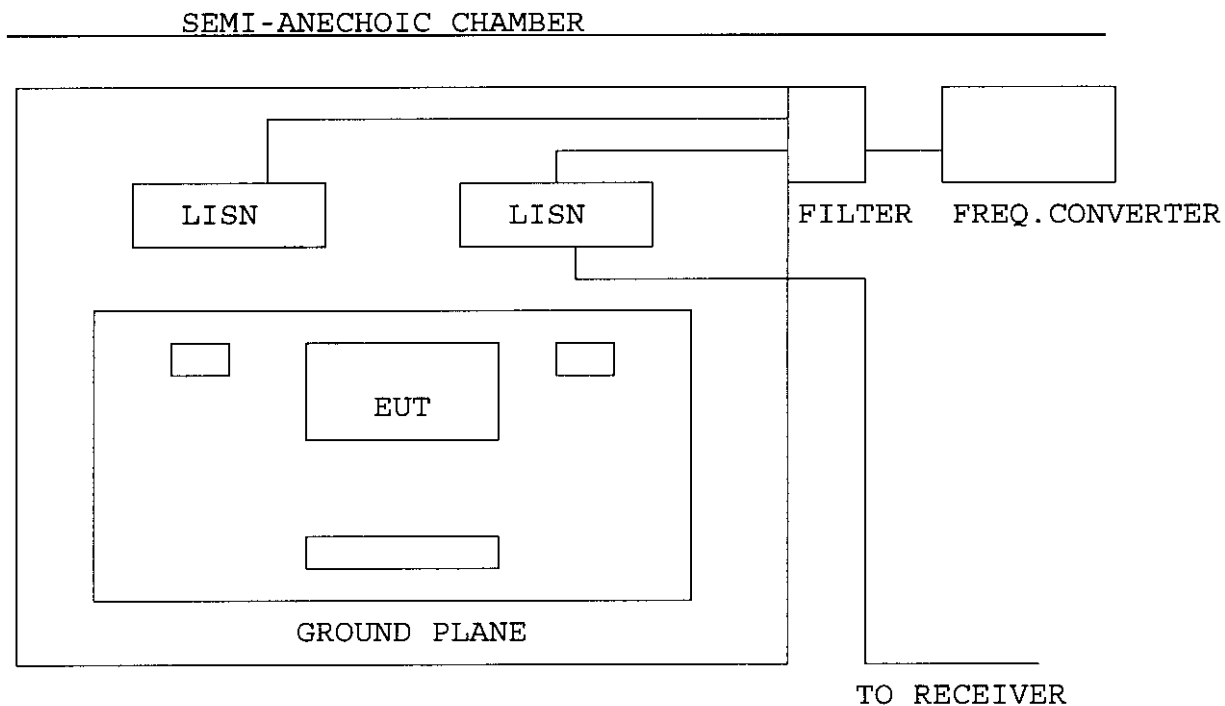 SEMI-ANECHOIC CHAMBER
LISN
LISN
FILTER
FREQ.CONVERTER
EUT
GROUND PLANE
TO RECEIVER